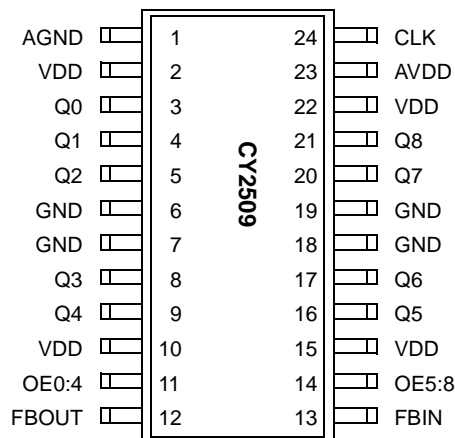 AGND 1 24 CLK
VDD 2 23 AVDD
Q0 3 22 VDD
Q1 4 21 Q8
Q2 5 20 Q7
GND 6 19 GND
GND 7 18 GND
Q3 8 17 Q6
Q4 9 16 Q5
VDD 10 15 VDD
OE0:4 11 14 OE5:8
FBOUT 12 13 FBIN
CY2509